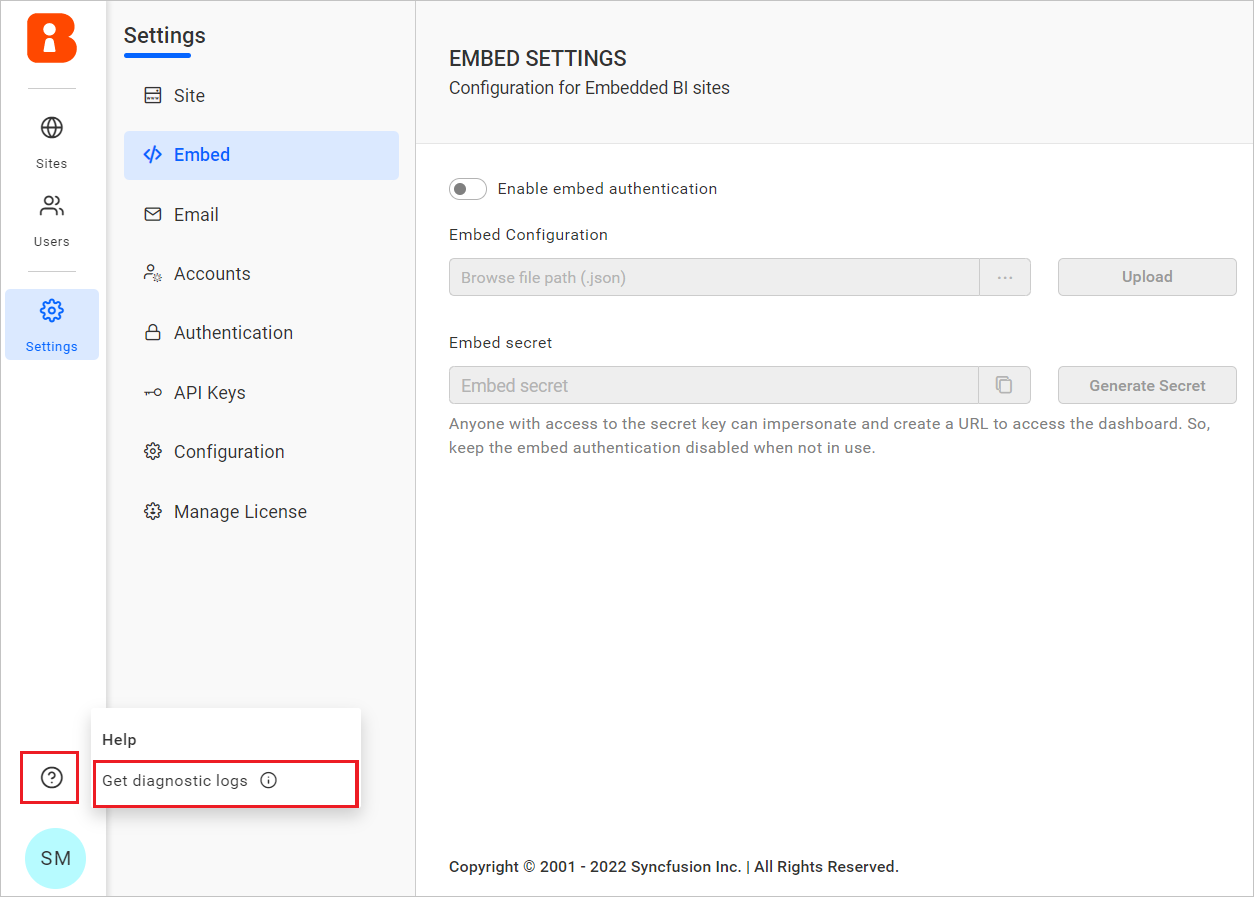 Sites
Users
Settings
SM
Settings
Site
Embed
Email
Accounts
Authentication
API Keys
Configuration
Manage License
Help
Get diagnostic logs
EMBED SETTINGS
Configuration for Embedded BI sites
Enable embed authentication
Embed Configuration
Browse file path (.json)
...
Upload
Embed secret
Embed secret
Generate Secret
Anyone with access to the secret key can impersonate and create a URL to access the dashboard. So,
keep the embed authentication disabled when not in use.
Copyright © 2001 - 2022 Syncfusion Inc. | All Rights Reserved.